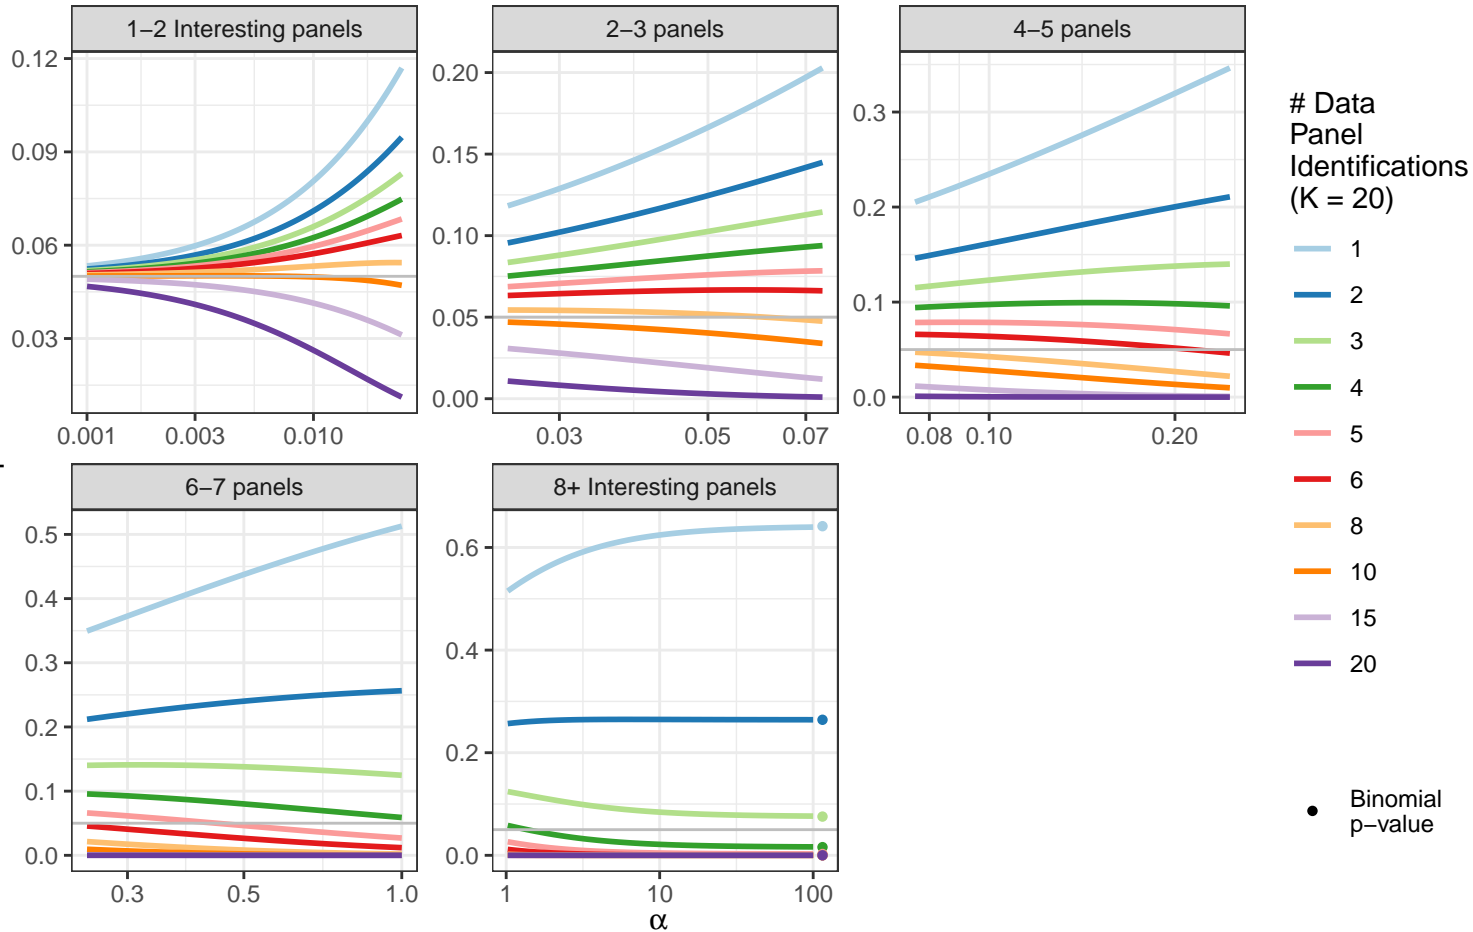 1−2 Interesting panels
2−3 panels
4−5 panels
0.12
0.09
0.06
0.03
0.001 0.003 0.010
0.20
0.15
0.10
0.05
0.00
0.03 0.05 0.07
0.3
0.2
0.1
0.0
0.08 0.10 0.20
6−7 panels
8+ Interesting panels
0.5
0.4
0.3
0.2
0.1
0.0
0.3 0.5 1.0
0.6
0.4
0.2
0.0
1 10 100
α
# Data
Panel
Identifications
(K = 20)
1
2
3
4
5
6
8
10
15
20
Binomial
p−value